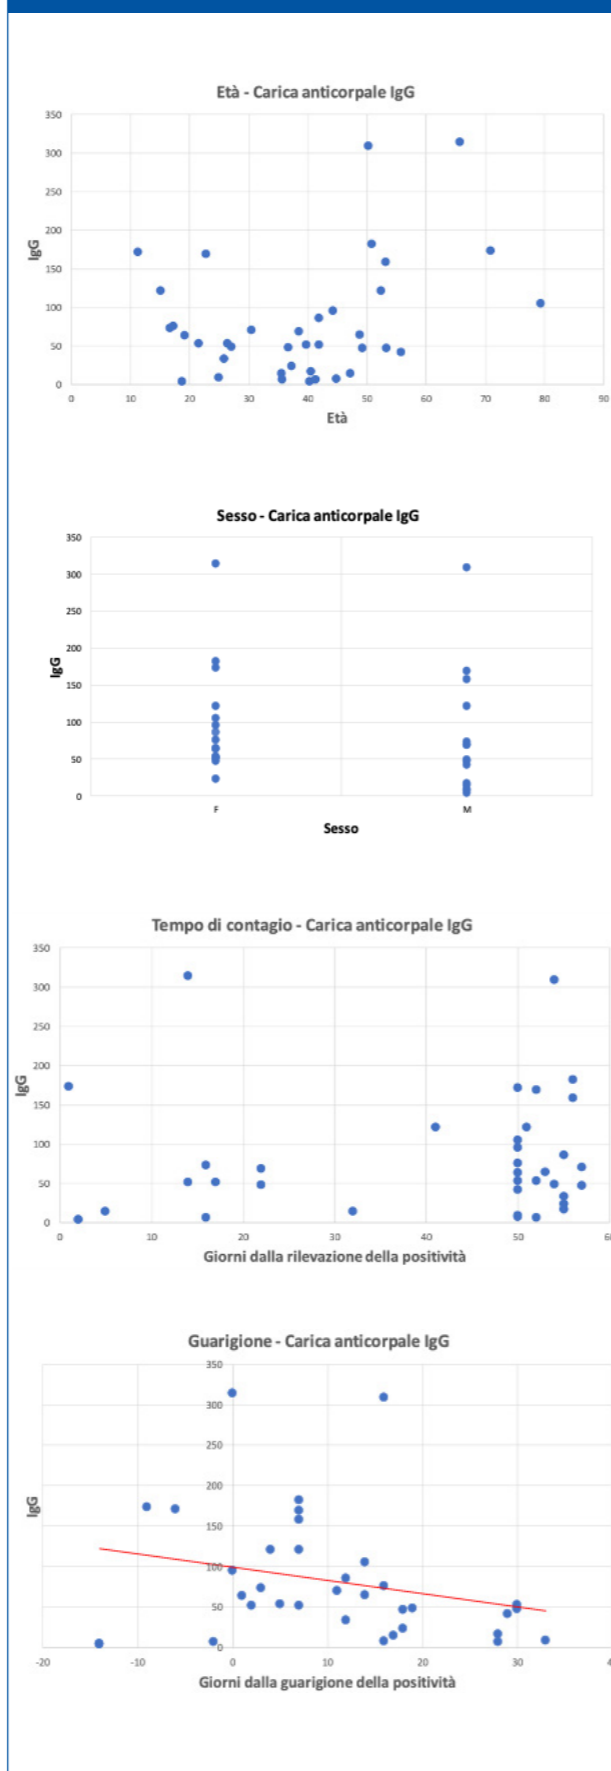 Età - Carica anticorpale IgG
350
300
250
200
150
100
50
0
IgG
0 10 20 30 40 50 60 70 80 90
Età
Sesso - Carica anticorpale IgG
350
300
250
200
150
100
50
0
IgG
F M
Sesso
Tempo di contagio - Carica anticorpale IgG
350
300
250
200
150
100
50
0
IgG
0 10 20 30 40 50
Giorni dalla rilevazione della positività
Guarigione - Carica anticorpale IgG
350
300
250
200
150
100
50
0
IgG
-20 -10 0 10 20 30
Giorni dalla guarigione della positività